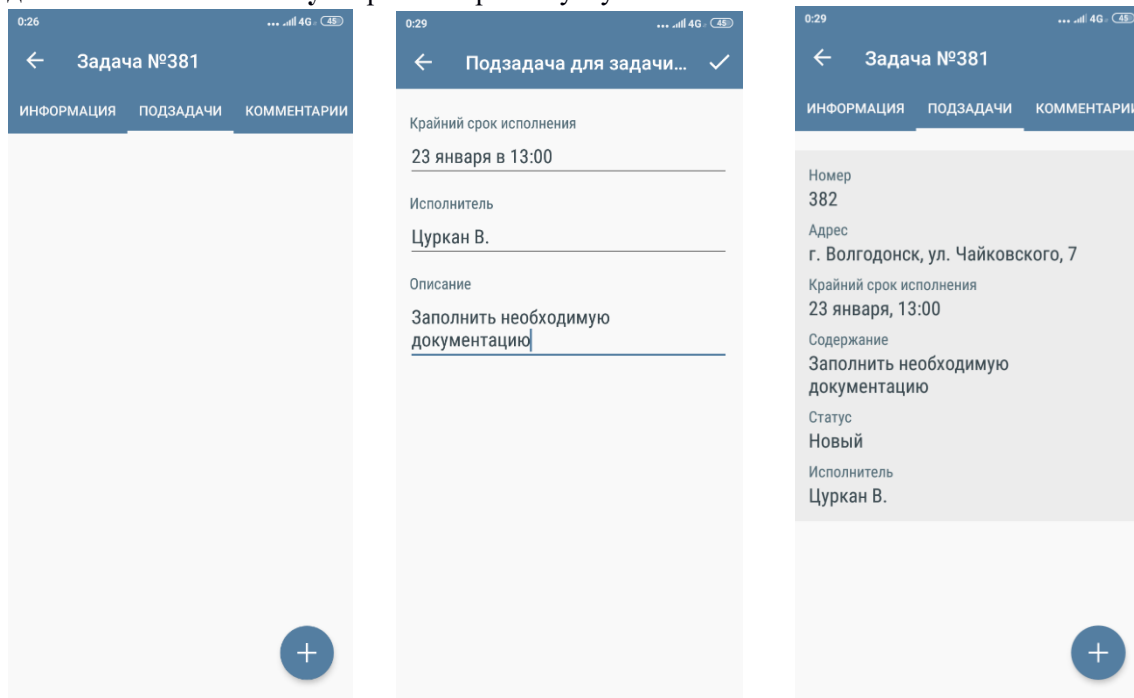 0:26
4G 45
Задача №381
ИНФОРМАЦИЯ ПОДЗАДАЧИ КОММЕНТАРИИ
0:29
4G 45
Подзадача для задачи...
Крайний срок исполнения
23 января в 13:00
Исполнитель
Цуркан В.
Описание
Заполнить необходимую
документацию
0:29
4G 45
Задача №381
ИНФОРМАЦИЯ ПОДЗАДАЧИ КОММЕНТАРИИ
Номер
382
Адрес
г. Волгодонск, ул. Чайковского, 7
Крайний срок исполнения
23 января, 13:00
Содержание
Заполнить необходимую
документацию
Статус
Новый
Исполнитель
Цуркан В.